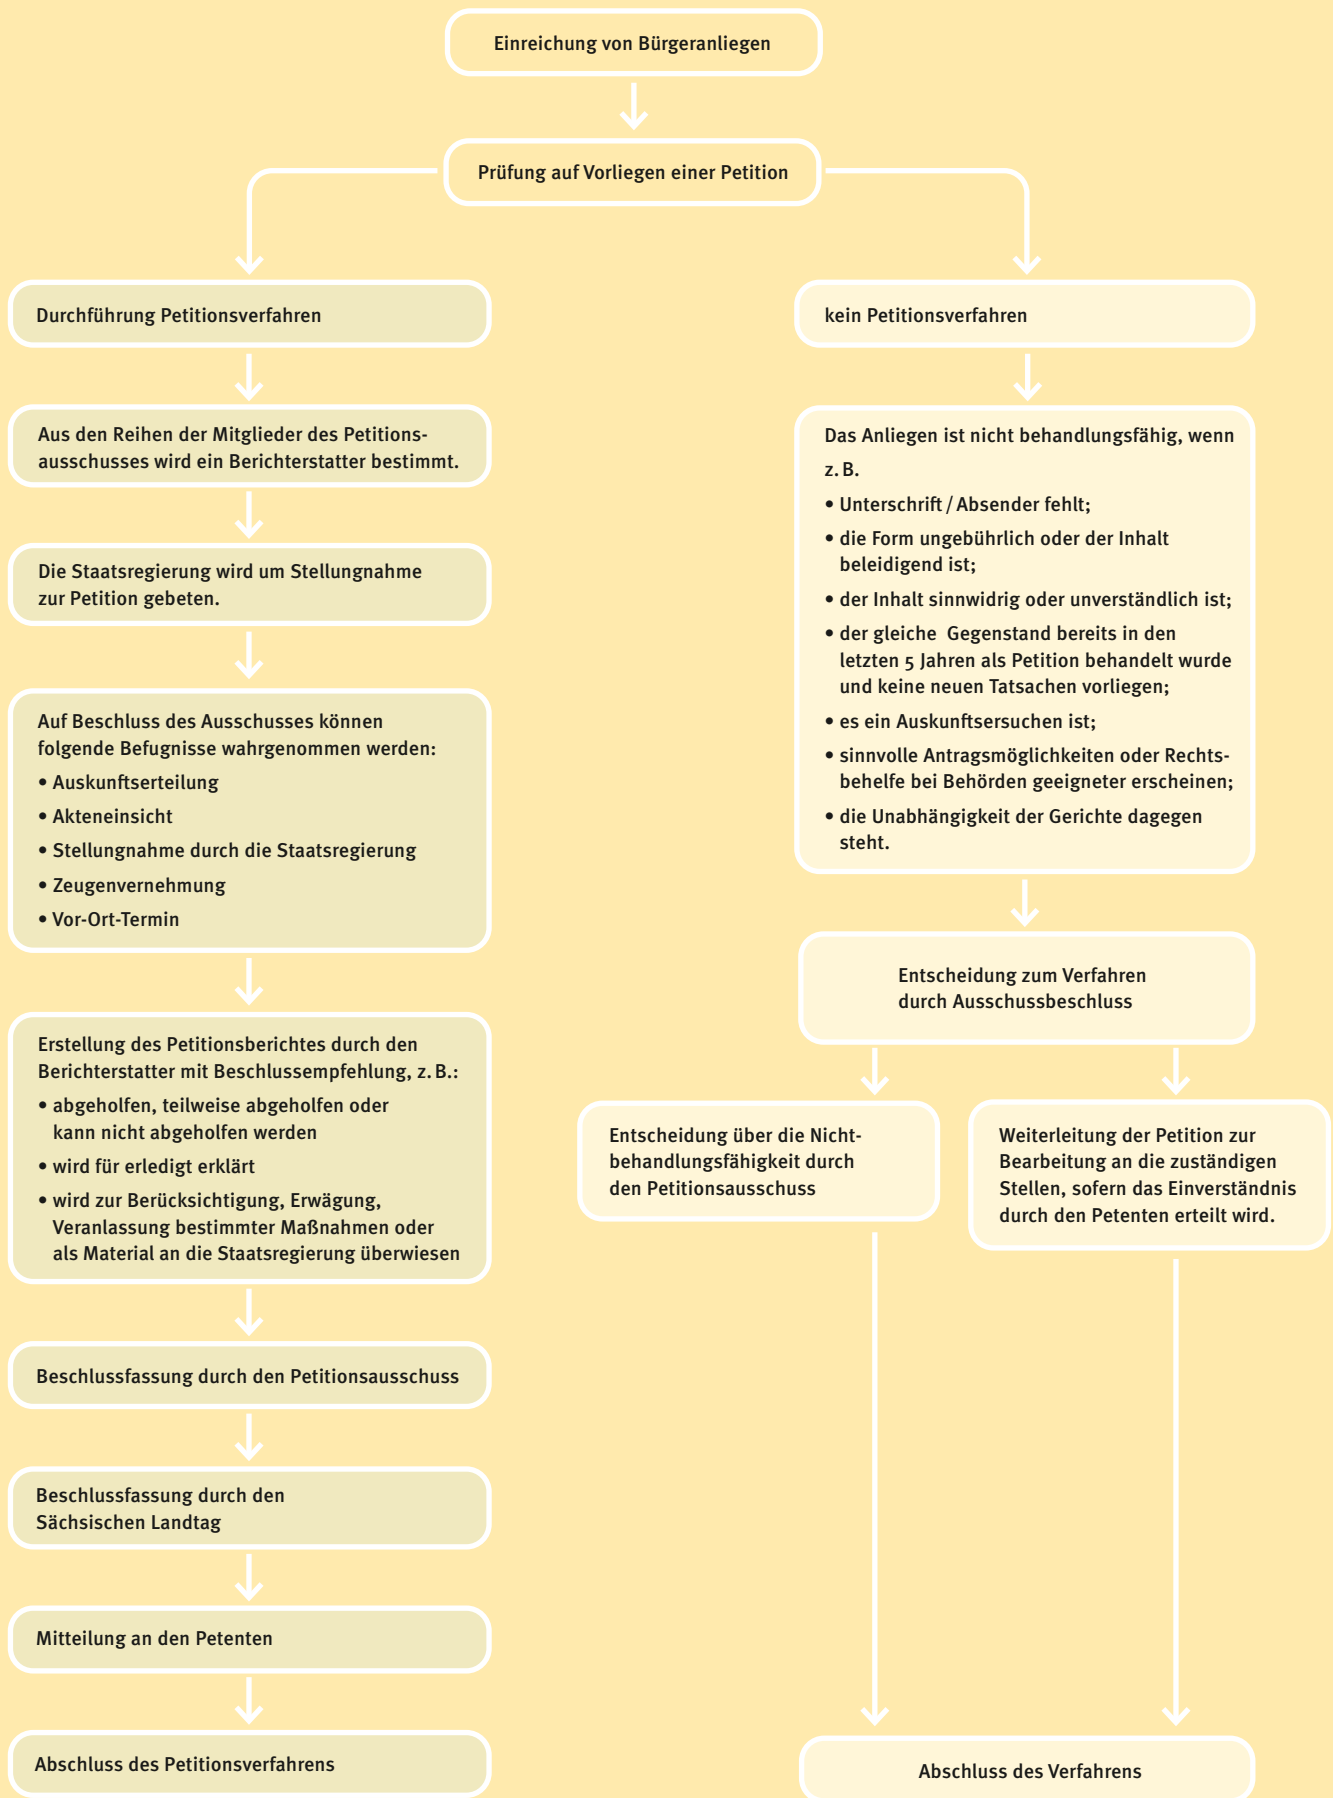 Einreichung von Bürgeranliegen
Prüfung auf Vorliegen einer Petition
Durchführung Petitionsverfahren
Aus den Reihen der Mitglieder des Petitions-
ausschusses wird ein Berichterstatter bestimmt.
Die Staatsregierung wird um Stellungnahme
zur Petition gebeten.
Auf Beschluss des Ausschusses können
folgende Befugnisse wahrgenommen werden:
• Auskunftserteilung
• Akteneinsicht
• Stellungnahme durch die Staatsregierung
• Zeugenvernehmung
• Vor-Ort-Termin
Erstellung des Petitionsberichtes durch den
Berichterstatter mit Beschlussempfehlung, z. B.:
• abgeholfen, teilweise abgeholfen oder
kann nicht abgeholfen werden
• wird für erledigt erklärt
• wird zur Berücksichtigung, Erwägung,
Veranlassung bestimmter Maßnahmen oder
als Material an die Staatsregierung überwiesen
Beschlussfassung durch den Petitionsausschuss
Beschlussfassung durch den
Sächsischen Landtag
Mitteilung an den Petenten
Abschluss des Petitionsverfahrens
kein Petitionsverfahren
Das Anliegen ist nicht behandlungsfähig, wenn
z. B.
• Unterschrift / Absender fehlt;
• die Form ungebührlich oder der Inhalt
beleidigend ist;
• der Inhalt sinnwidrig oder unverständlich ist;
• der gleiche Gegenstand bereits in den
letzten 5 Jahren als Petition behandelt wurde
und keine neuen Tatsachen vorliegen;
• es ein Auskunftsersuchen ist;
• sinnvolle Antragsmöglichkeiten oder Rechts-
behelfe bei Behörden geeigneter erscheinen;
• die Unabhängigkeit der Gerichte dagegen
steht.
Entscheidung zum Verfahren
durch Ausschussbeschluss
Entscheidung über die Nicht-
behandlungsfähigkeit durch
den Petitionsausschuss
Weiterleitung der Petition zur
Bearbeitung an die zuständigen
Stellen, sofern das Einverständnis
durch den Petenten erteilt wird.
Abschluss des Verfahrens